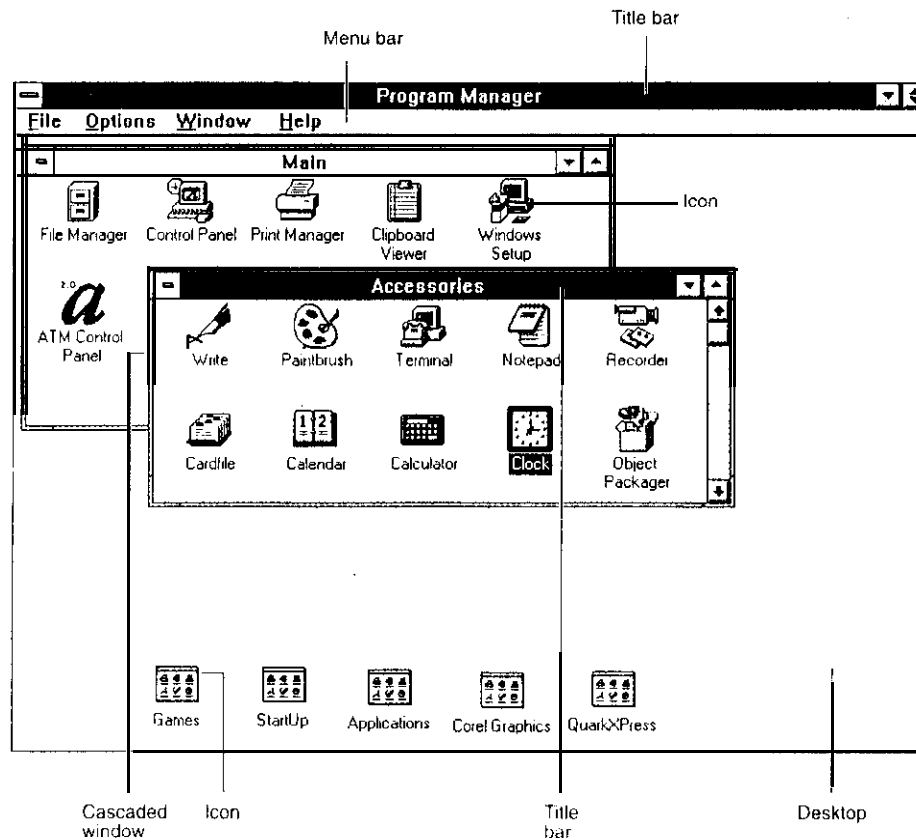 Title bar
Menu bar
Program Manager
File Options Window Help
Main
Icon
File Manager
Control Panel
Print Manager
Clipboard
Viewer
Windows
Setup
2.0
a
ATM Control
Panel
Accessories
Write
Paintbrush
Terminal
Notepad
Recorder
Cardfile
1 2
Calendar
Calculator
Clock
Object
Packager
Games
StartUp
Applications
Corel Graphics
QuarkXPress
Cascaded
window
Icon
Title
bar
Desktop